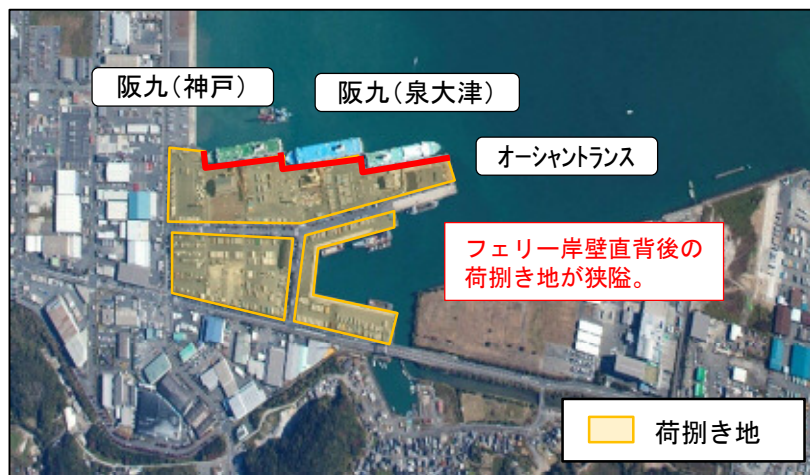 阪九(神戸)
阪九(泉大津)
オーシャントランス
フェリー岸壁直背後の
荷捌き地が狭隘。
荷捌き地